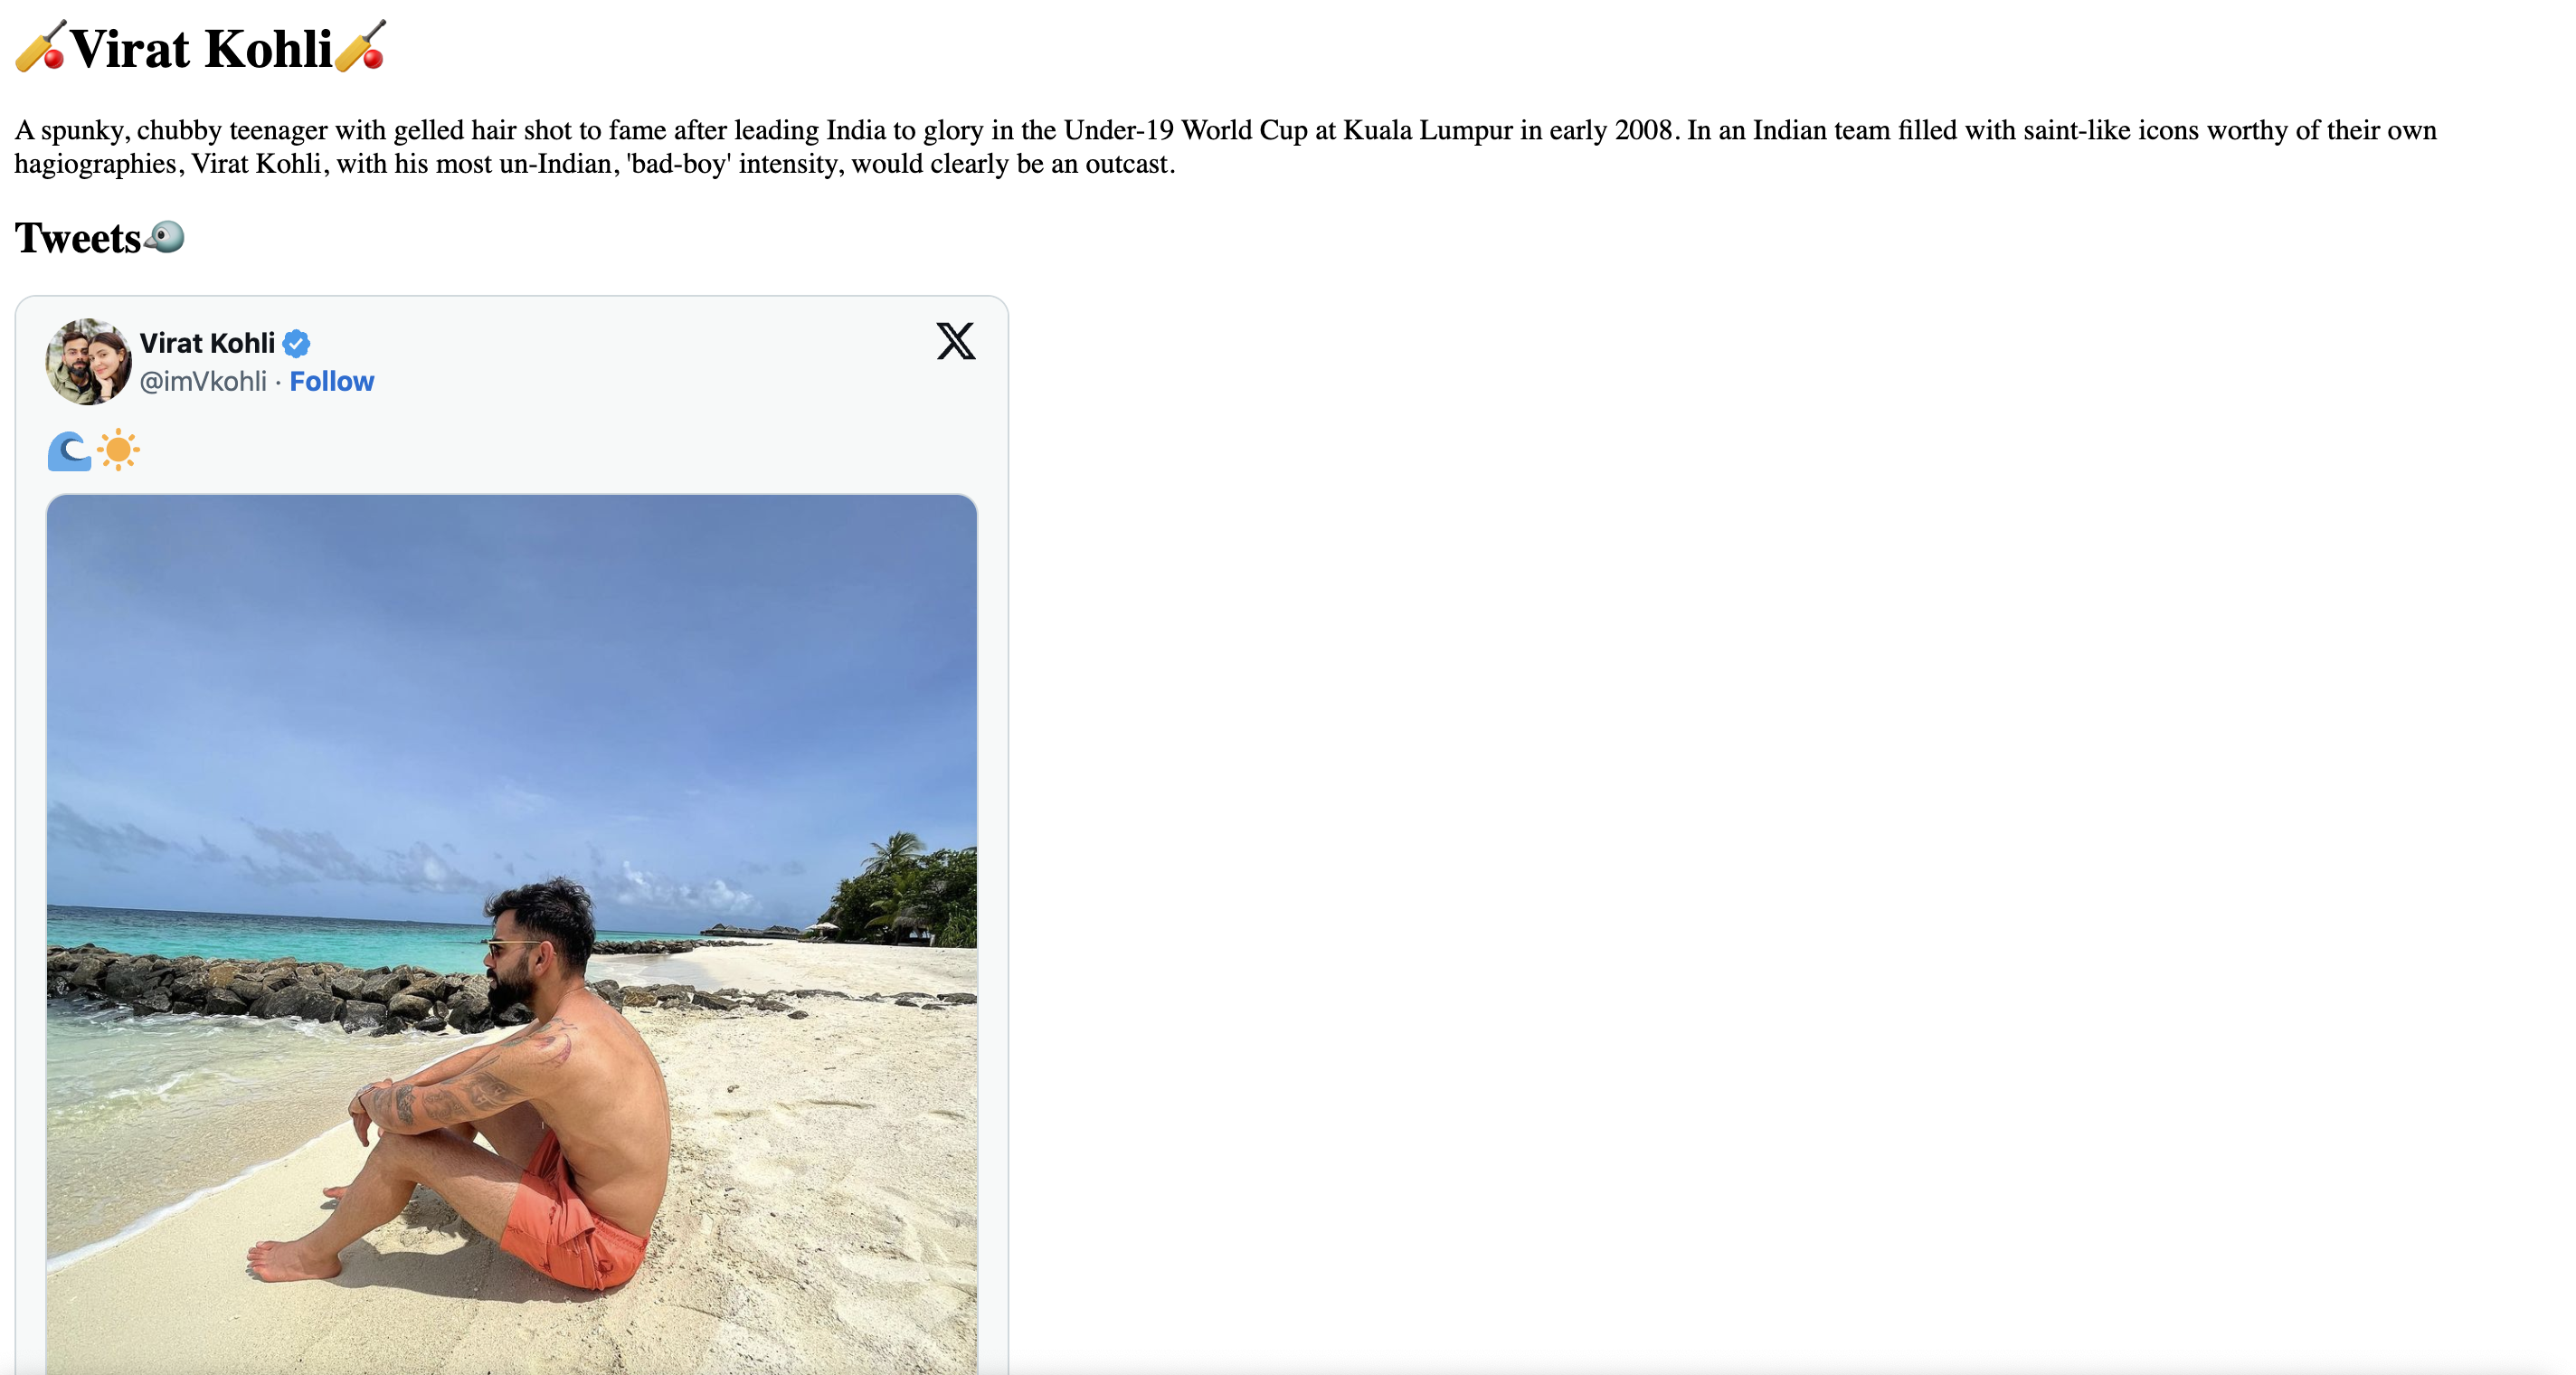 🏏Virat Kohli🏏
A spunky, chubby teenager with gelled hair shot to fame after leading India to glory in the Under-19 World Cup at Kuala Lumpur in early 2008. In an Indian team filled with saint-like icons worthy of their own
hagiographies, Virat Kohli, with his most un-Indian, 'bad-boy' intensity, would clearly be an outcast.
Tweets🐦
Virat Kohli
@imVkohli · Follow
🌊☀️